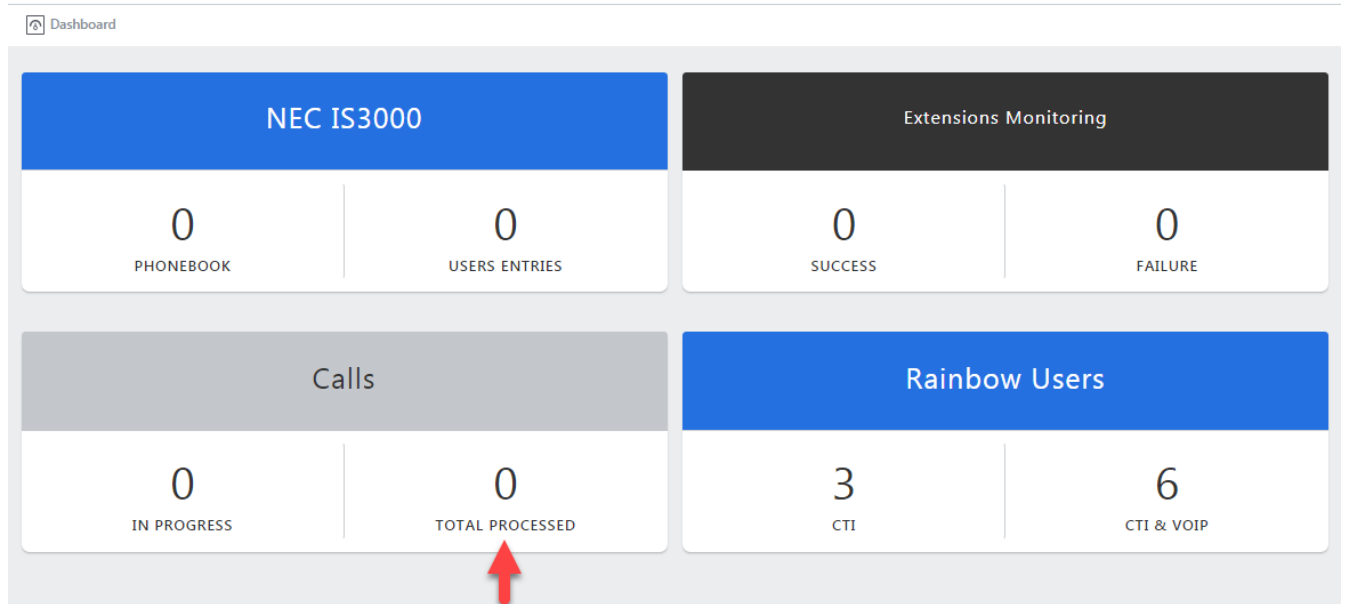 Dashboard
NEC IS3000
Extensions Monitoring
0
0
0
0
PHONEBOOK
USERS ENTRIES
SUCCESS
FAILURE
Calls
Rainbow Users
0
0
3
6
IN PROGRESS
TOTAL PROCESSED
CTI
CTI & VOIP